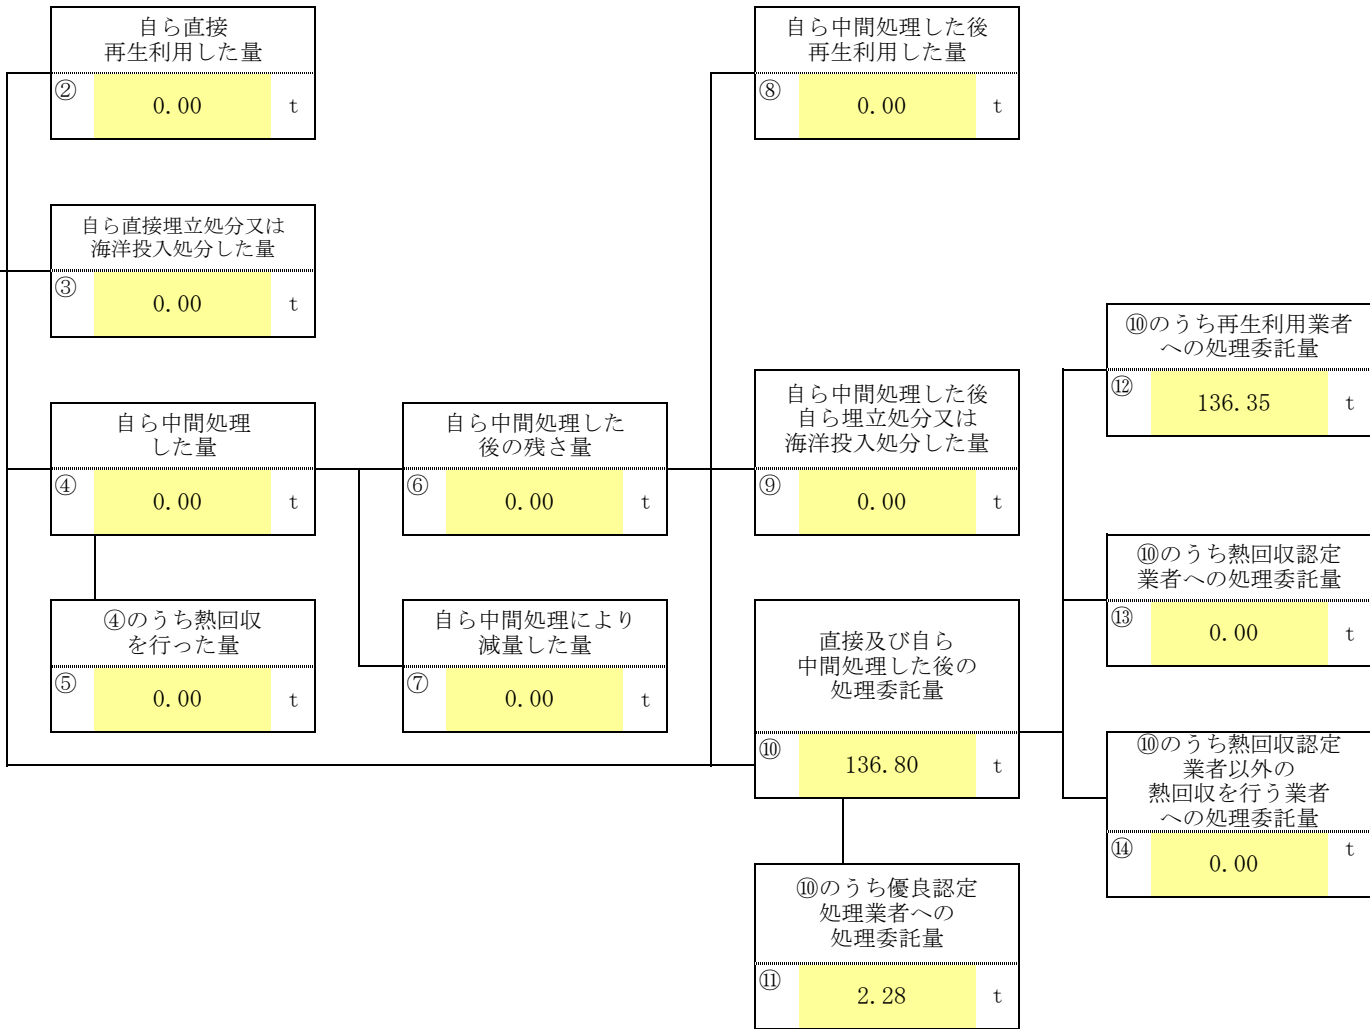 自ら直接
再生利用した量
② 0.00 t
自ら直接埋立処分又は
海洋投入処分した量
③ 0.00 t
自ら中間処理
した量
④ 0.00 t
④のうち熱回収
を行った量
⑤ 0.00 t
自ら中間処理した
後の残さ量
⑥ 0.00 t
自ら中間処理により
減量した量
⑦ 0.00 t
自ら中間処理した後
再生利用した量
⑧ 0.00 t
自ら中間処理した後
自ら埋立処分又は
海洋投入処分した量
⑨ 0.00 t
直接及び自ら
中間処理した後の
処理委託量
⑩ 136.80 t
⑩のうち優良認定
処理業者への
処理委託量
⑪ 2.28 t
⑩のうち再生利用業者
への処理委託量
⑫ 136.35 t
⑩のうち熱回収認定
業者への処理委託量
⑬ 0.00 t
⑩のうち熱回収認定
業者以外の
熱回収を行う業者
への処理委託量
⑭ 0.00 t